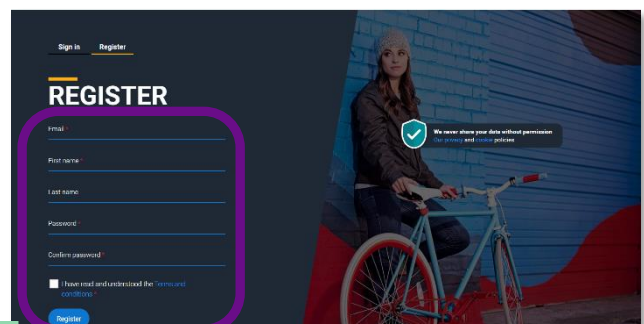 Sign in Register
REGISTER
Email *
First name *
Last name
Password *
Confirm password *
I have read and understood the Terms and
conditions *
Register
We never share your data without permission
Our privacy and cookie policies